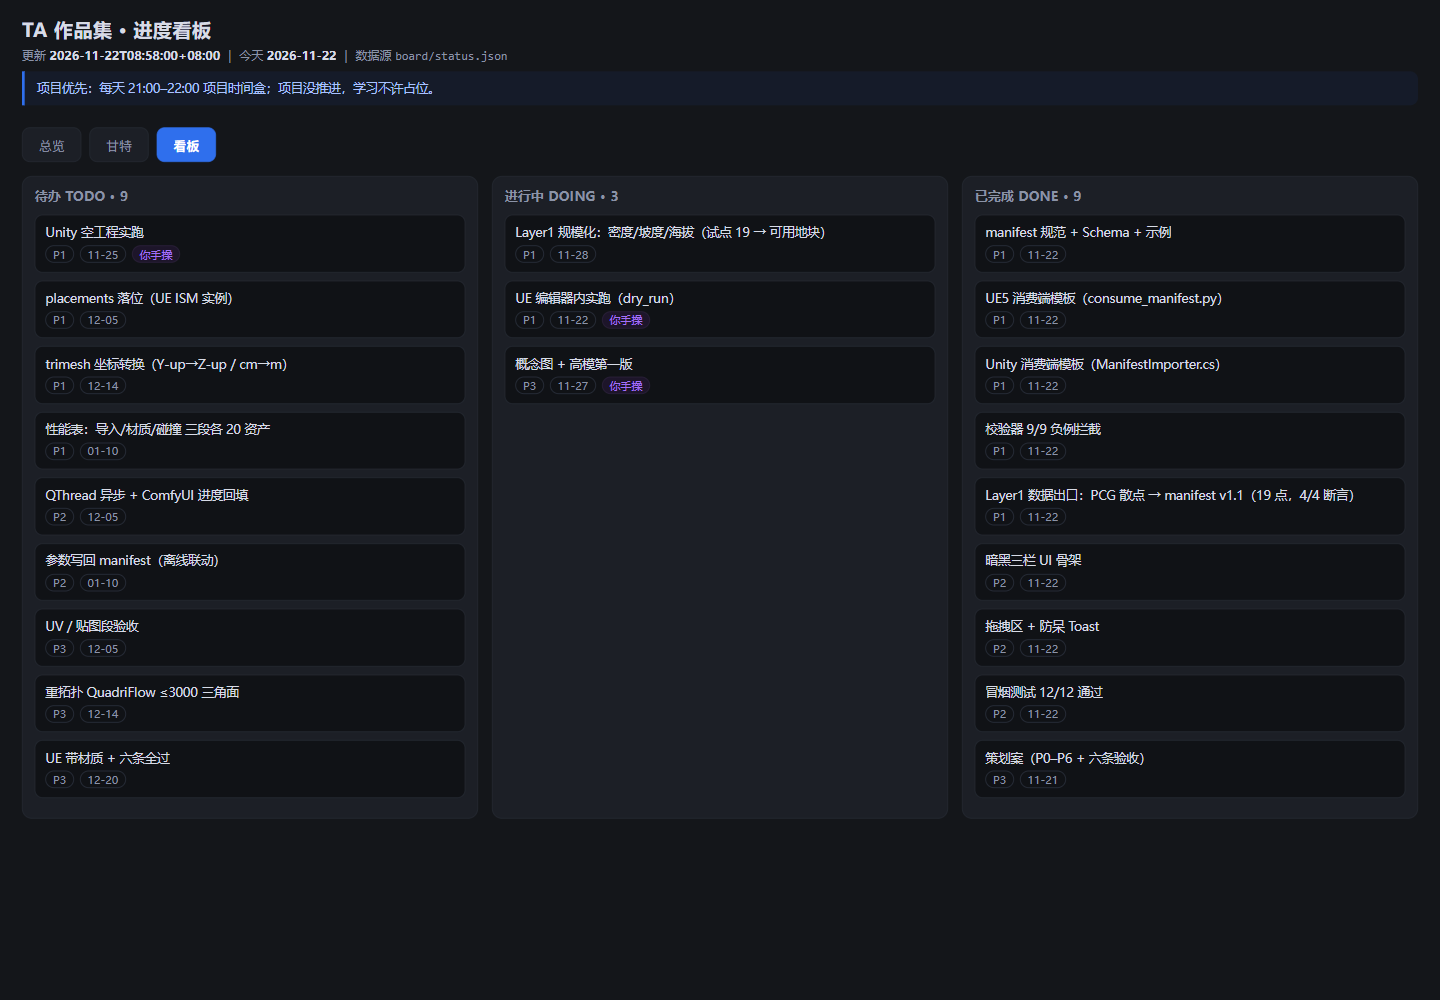 TA 作品集 • 进度看板
更新 2026-11-22T08:58:00+08:00 | 今天 2026-11-22 | 数据源 board/status.json
项目优先：每天 21:00–22:00 项目时间盒；项目没推进，学习不许占位。
总览 甘特 看板
待办 TODO • 9
Unity 空工程实跑
P1 11-25 你手操
placements 落位（UE ISM 实例）
P1 12-05
trimesh 坐标转换（Y-up→Z-up / cm→m）
P1 12-14
性能表：导入/材质/碰撞 三段各 20 资产
P1 01-10
QThread 异步 + ComfyUI 进度回填
P2 12-05
参数写回 manifest（离线联动）
P2 01-10
UV / 贴图段验收
P3 12-05
重拓扑 QuadriFlow ≤3000 三角面
P3 12-14
UE 带材质 + 六条全过
P3 12-20
进行中 DOING • 3
Layer1 规模化：密度/坡度/海拔（试点 19 → 可用地块）
P1 11-28
UE 编辑器内实跑（dry_run）
P1 11-22 你手操
概念图 + 高模第一版
P3 11-27 你手操
已完成 DONE • 9
manifest 规范 + Schema + 示例
P1 11-22
UE5 消费端模板（consume_manifest.py）
P1 11-22
Unity 消费端模板（ManifestImporter.cs）
P1 11-22
校验器 9/9 负例拦截
P1 11-22
Layer1 数据出口：PCG 散点 → manifest v1.1（19 点，4/4 断言）
P1 11-22
暗黑三栏 UI 骨架
P2 11-22
拖拽区 + 防呆 Toast
P2 11-22
冒烟测试 12/12 通过
P2 11-22
策划案（P0–P6 + 六条验收）
P3 11-21